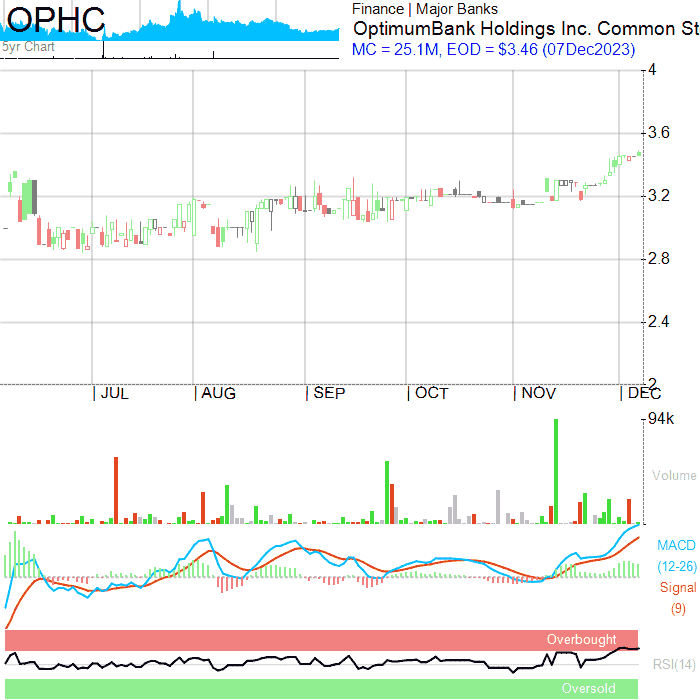 OPHC
5yr Chart
Finance | Major Banks
OptimumBank Holdings Inc. Common St
MC = 25.1M, EOD = $3.46 (07Dec2023)
4
3.6
3.2
2.8
2.4
2
| JUL | AUG | SEP | OCT | NOV | DEC
94k
Volume
MACD
(12-26)
Signal
(9)
Overbought
RSI(14)
Oversold